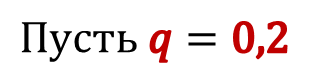 Пусть q = 0,2